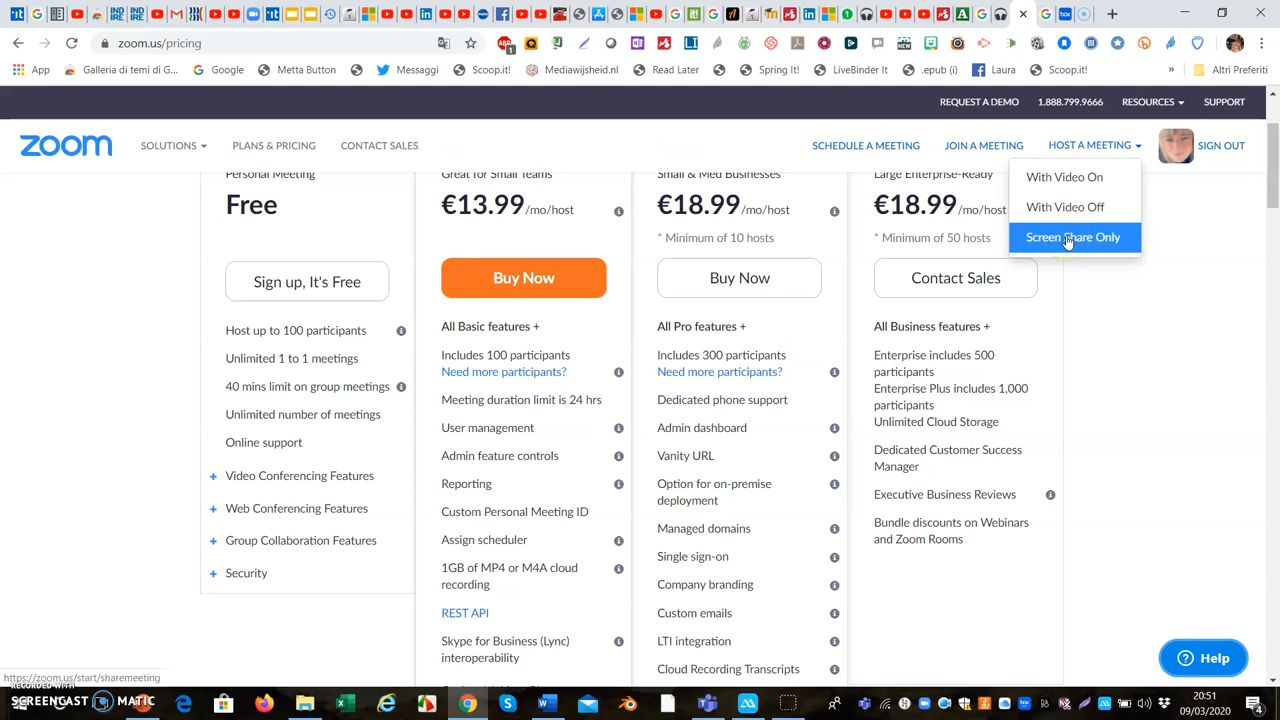 zoom.us/pricing
App
Galleria di temi di G...
Google
Metta Button
Messaggi
Scoop.it!
Mediawijsheid.nl
Read Later
Spring It!
LiveBinder It
.epub (i)
Laura
Scoop.it!
»
Altri Preferiti
REQUEST A DEMO
1.888.799.9666
RESOURCES
SUPPORT
zoom
SOLUTIONS
PLANS & PRICING
CONTACT SALES
SCHEDULE A MEETING
JOIN A MEETING
HOST A MEETING
SIGN OUT
With Video On
With Video Off
Screen Share Only
Personal Meeting
Free
Sign up, It's Free
Host up to 100 participants
Unlimited 1 to 1 meetings
40 mins limit on group meetings
Unlimited number of meetings
Online support
+ Video Conferencing Features
+ Web Conferencing Features
+ Group Collaboration Features
+ Security
Great for Small Teams
€13.99/mo/host
Buy Now
All Basic features +
Includes 100 participants
Need more participants?
Meeting duration limit is 24 hrs
User management
Admin feature controls
Reporting
Custom Personal Meeting ID
Assign scheduler
1GB of MP4 or M4A cloud
recording
REST API
Skype for Business (Lync)
interoperability
Small & Med Businesses
€18.99/mo/host
* Minimum of 10 hosts
Buy Now
All Pro features +
Includes 300 participants
Need more participants?
Dedicated phone support
Admin dashboard
Vanity URL
Option for on-premise
deployment
Managed domains
Single sign-on
Company branding
Custom emails
LTI integration
Cloud Recording Transcripts
Large Enterprise-Ready
€18.99/mo/host
* Minimum of 50 hosts
Contact Sales
All Business features +
Enterprise includes 500
participants
Enterprise Plus includes 1,000
participants
Unlimited Cloud Storage
Dedicated Customer Success
Manager
Executive Business Reviews
Bundle discounts on Webinars
and Zoom Rooms
Help
https://zoom.us/start/sharemeeting
RECORDED WITH
SCREENCAST MATIC
20:51
09/03/2020